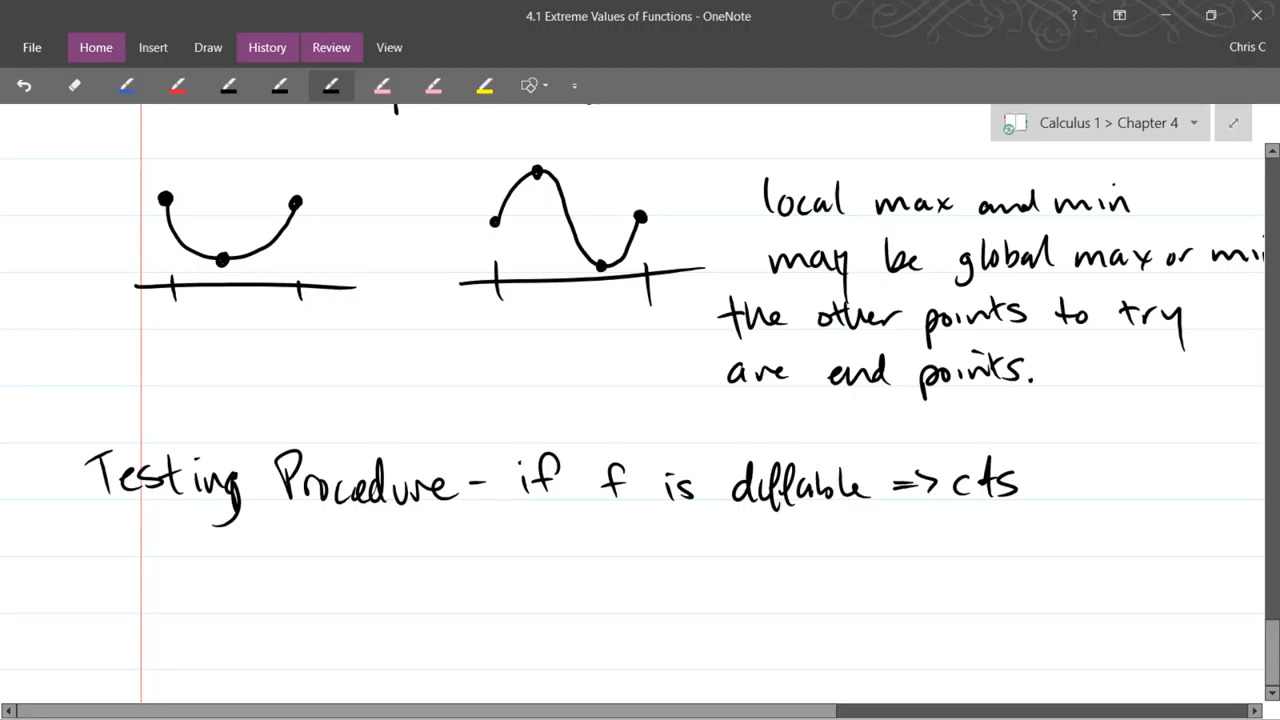 4.1 Extreme Values of Functions - OneNote
?
File Home Insert Draw History Review View
Chris C
Calculus 1 > Chapter 4
local max and min
may be global max or mi
the other points to try
are end points.
Testing Procedure - if f is diffable => cts